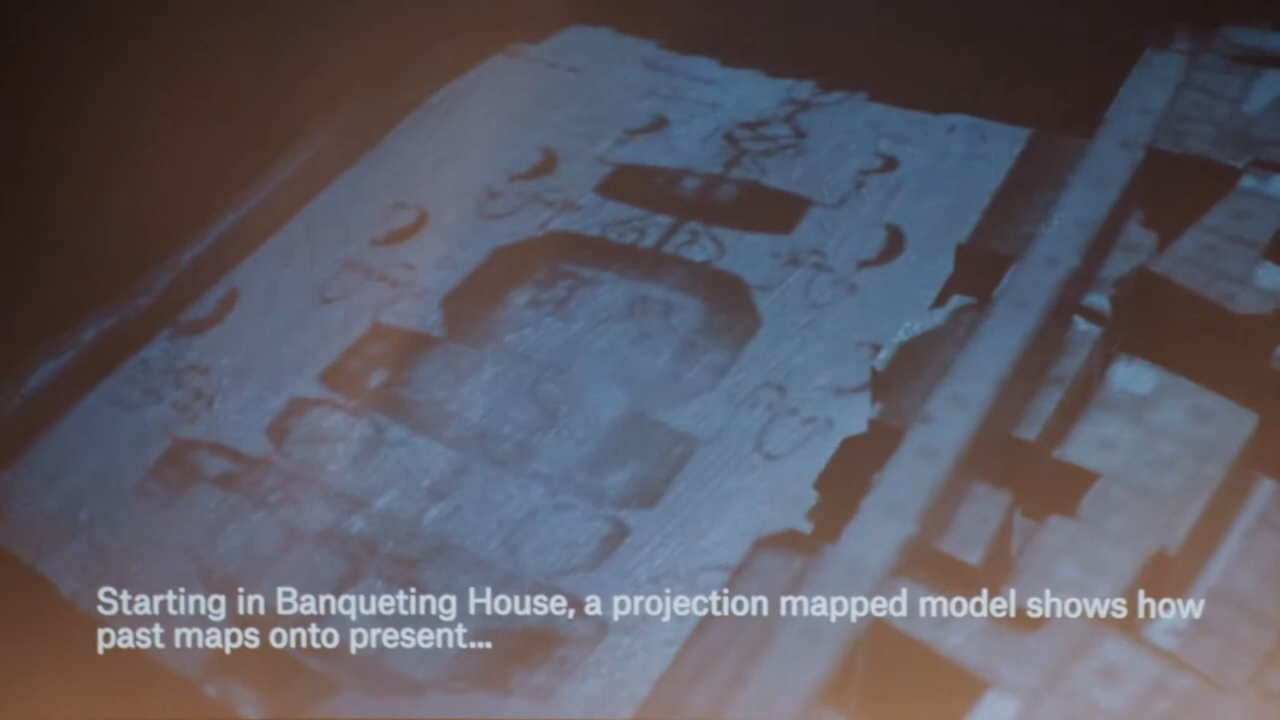 Starting in Banqueting House, a projection mapped model shows how
past maps onto present...